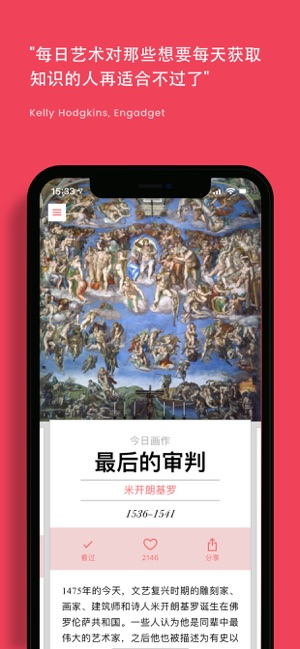 "每日艺术对那些想要每天获取
知识的人再适合不过了"
Kelly Hodgkins, Engadget
15:33
今日画作
最后的审判
米开朗基罗
1536-1541
看过
2146
分享
1475年的今天，文艺复兴时期的雕刻家、
画家、建筑师和诗人米开朗基罗诞生在佛
罗伦萨共和国。一些人认为他是同辈中最
伟大的艺术家，之后他也被描述为有史以